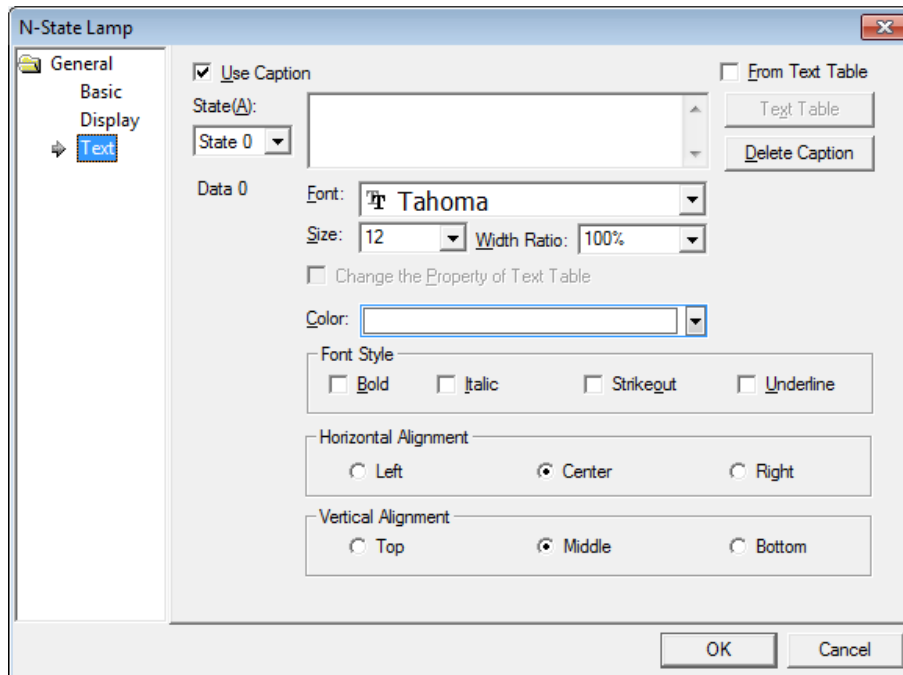 N-State Lamp
General
Basic
Display
Text
Use Caption
From Text Table
State(A):
State 0
Text Table
Delete Caption
Data 0
Font: Tahoma
Size: 12 Width Ratio: 100%
Change the Property of Text Table
Color:
Font Style
Bold Italic Strikeout Underline
Horizontal Alignment
Left Center Right
Vertical Alignment
Top Middle Bottom
OK Cancel